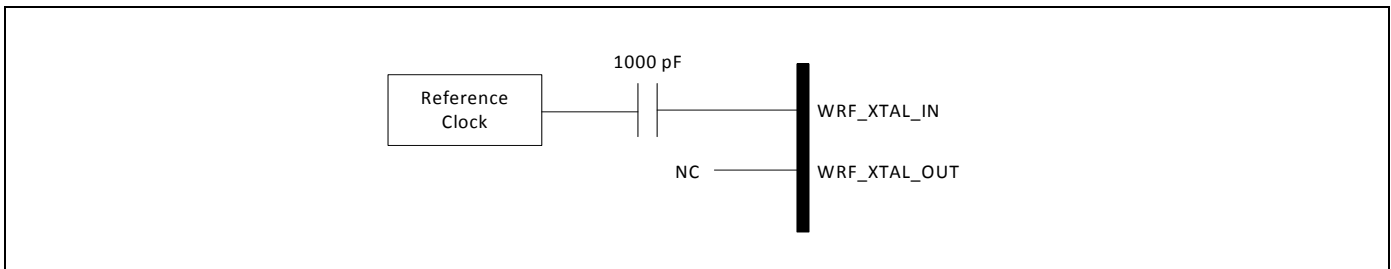 1000 pF
Reference
Clock
WRF_XTAL_IN
NC
WRF_XTAL_OUT